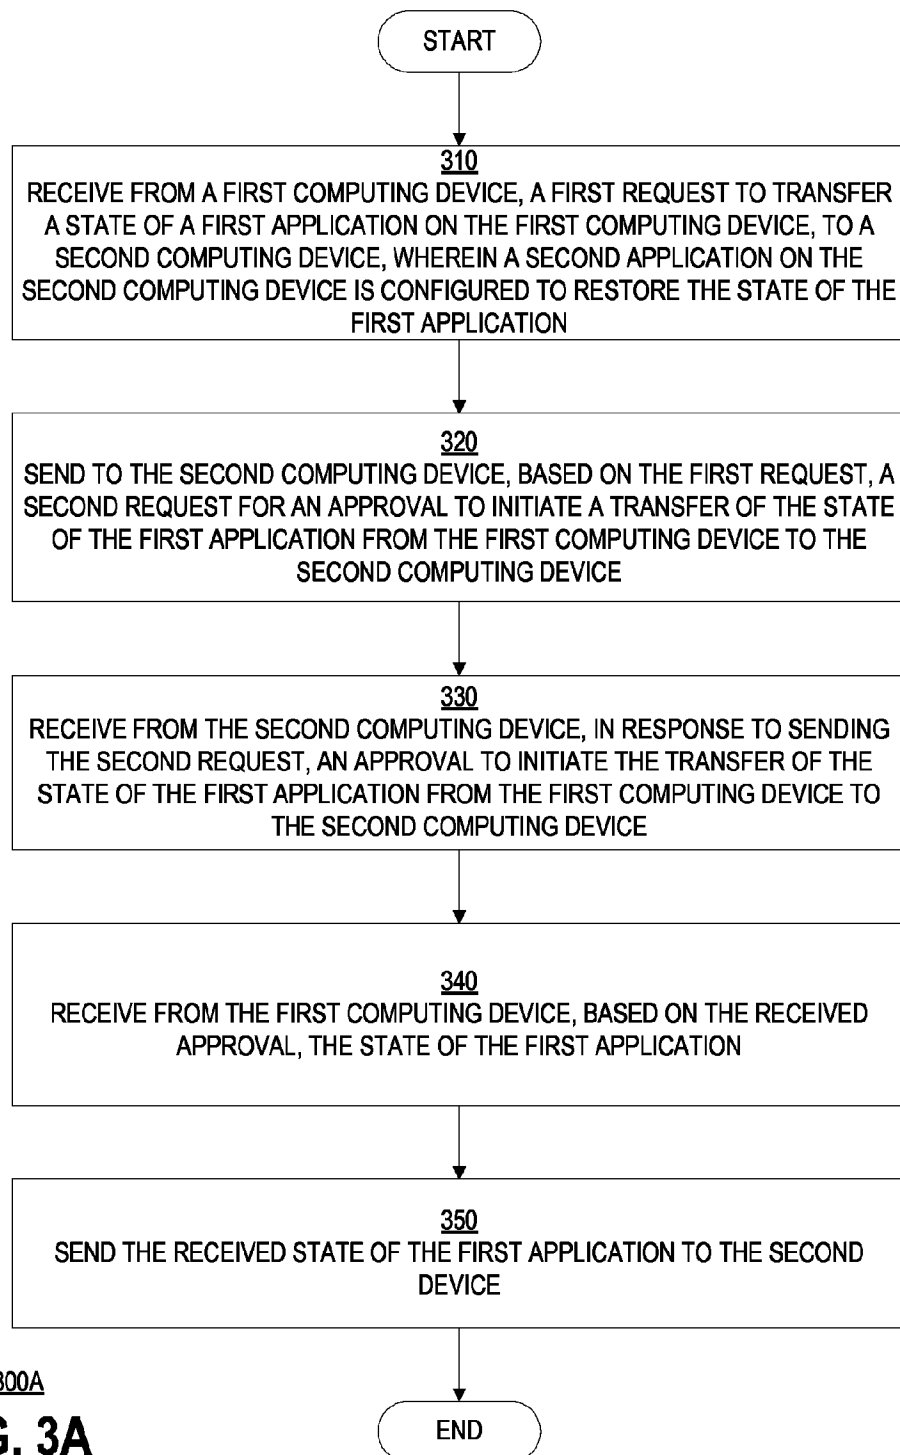 START
310
RECEIVE FROM A FIRST COMPUTING DEVICE, A FIRST REQUEST TO TRANSFER
A STATE OF A FIRST APPLICATION ON THE FIRST COMPUTING DEVICE, TO A
SECOND COMPUTING DEVICE, WHEREIN A SECOND APPLICATION ON THE
SECOND COMPUTING DEVICE IS CONFIGURED TO RESTORE THE STATE OF THE
FIRST APPLICATION
320
SEND TO THE SECOND COMPUTING DEVICE, BASED ON THE FIRST REQUEST, A
SECOND REQUEST FOR AN APPROVAL TO INITIATE A TRANSFER OF THE STATE
OF THE FIRST APPLICATION FROM THE FIRST COMPUTING DEVICE TO THE
SECOND COMPUTING DEVICE
330
RECEIVE FROM THE SECOND COMPUTING DEVICE, IN RESPONSE TO SENDING
THE SECOND REQUEST, AN APPROVAL TO INITIATE THE TRANSFER OF THE
STATE OF THE FIRST APPLICATION FROM THE FIRST COMPUTING DEVICE TO
THE SECOND COMPUTING DEVICE
340
RECEIVE FROM THE FIRST COMPUTING DEVICE, BASED ON THE RECEIVED
APPROVAL, THE STATE OF THE FIRST APPLICATION
350
SEND THE RECEIVED STATE OF THE FIRST APPLICATION TO THE SECOND
DEVICE
300A
G. 3A
END